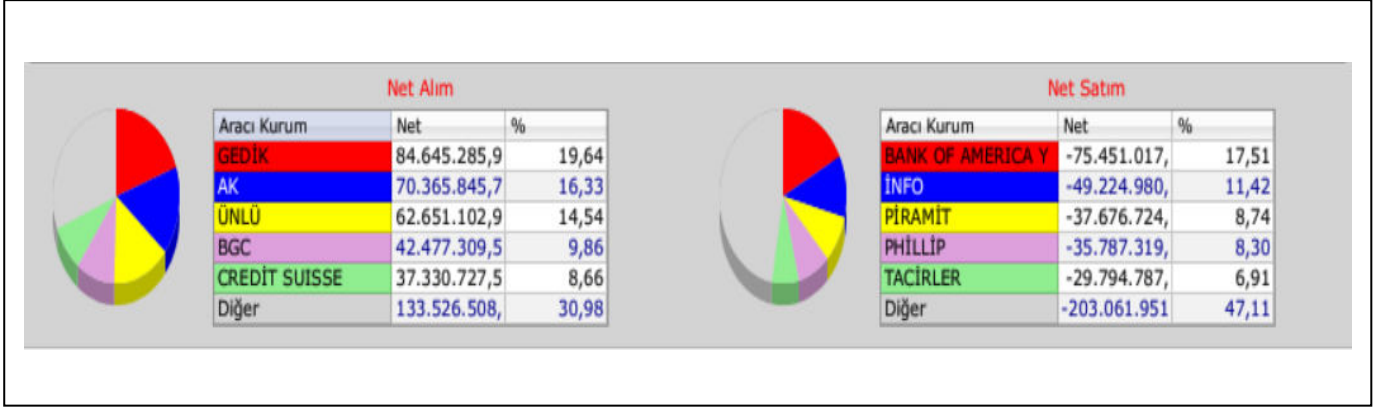 Net Alım
Aracı Kurum Net %
GEDİK 84.645.285,9 19,64
AK 70.365.845,7 16,33
ÜNLÜ 62.651.102,9 14,54
BGC 42.477.309,5 9,86
CREDİT SUISSE 37.330.727,5 8,66
Diğer 133.526.508, 30,98
Net Satım
Aracı Kurum Net %
BANK OF AMERICA Y -75.451.017, 17,51
İNFO -49.224.980, 11,42
PİRAMİT -37.676.724, 8,74
PHİLLİP -35.787.319, 8,30
TACİRLER -29.794.787, 6,91
Diğer -203.061.951 47,11